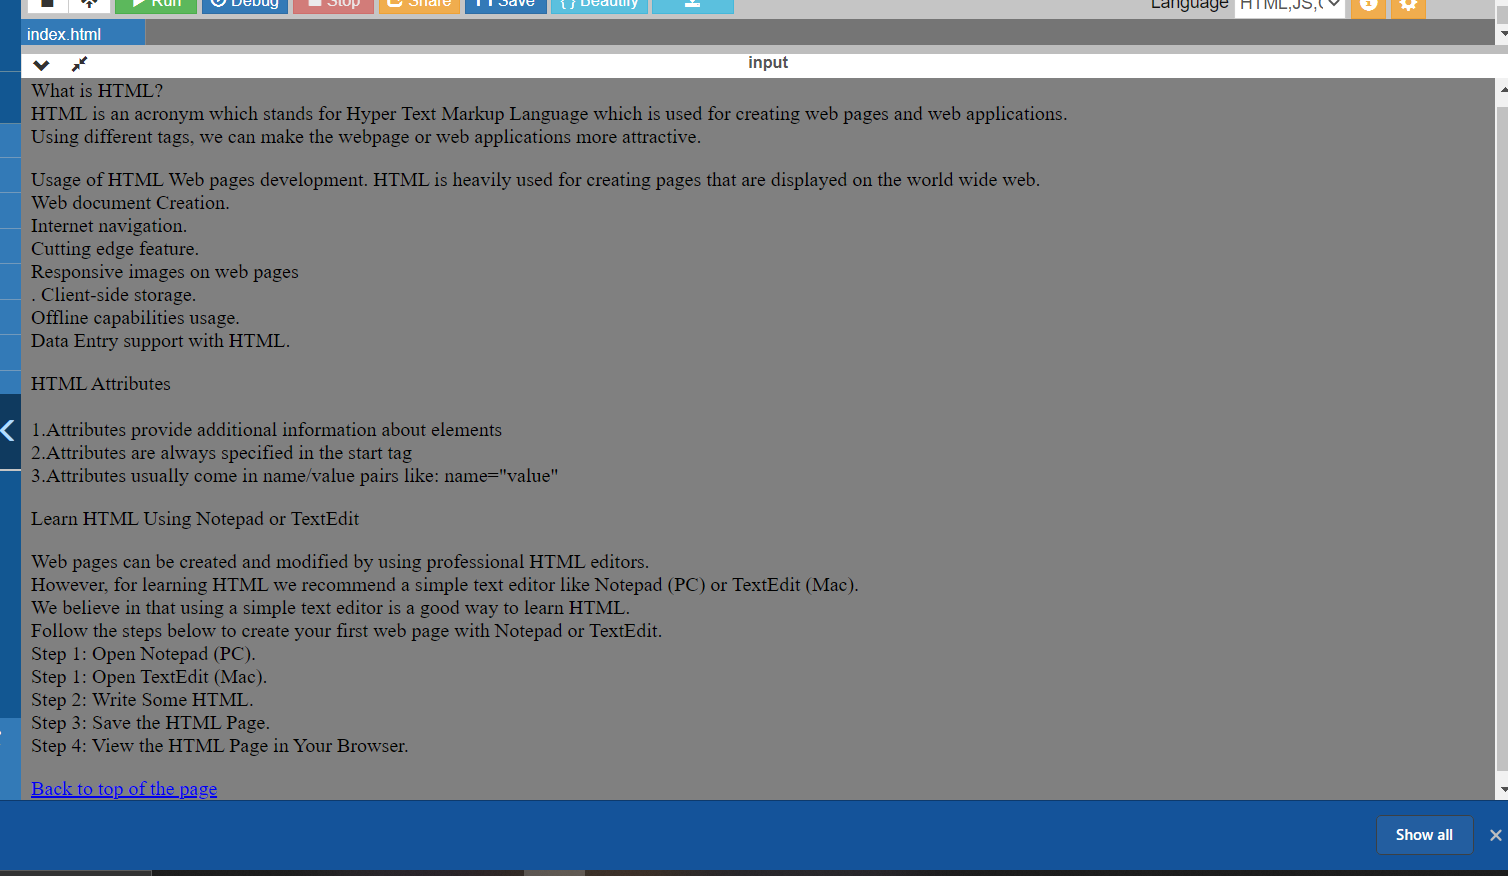 Run Debug Stop Share Save { } Beautify Language HTML,JS,C
index.html
input
What is HTML?
HTML is an acronym which stands for Hyper Text Markup Language which is used for creating web pages and web applications.
Using different tags, we can make the webpage or web applications more attractive.
Usage of HTML Web pages development. HTML is heavily used for creating pages that are displayed on the world wide web.
Web document Creation.
Internet navigation.
Cutting edge feature.
Responsive images on web pages
. Client-side storage.
Offline capabilities usage.
Data Entry support with HTML.
HTML Attributes
1.Attributes provide additional information about elements
2.Attributes are always specified in the start tag
3.Attributes usually come in name/value pairs like: name="value"
Learn HTML Using Notepad or TextEdit
Web pages can be created and modified by using professional HTML editors.
However, for learning HTML we recommend a simple text editor like Notepad (PC) or TextEdit (Mac).
We believe in that using a simple text editor is a good way to learn HTML.
Follow the steps below to create your first web page with Notepad or TextEdit.
Step 1: Open Notepad (PC).
Step 1: Open TextEdit (Mac).
Step 2: Write Some HTML.
Step 3: Save the HTML Page.
Step 4: View the HTML Page in Your Browser.
Back to top of the page
Show all